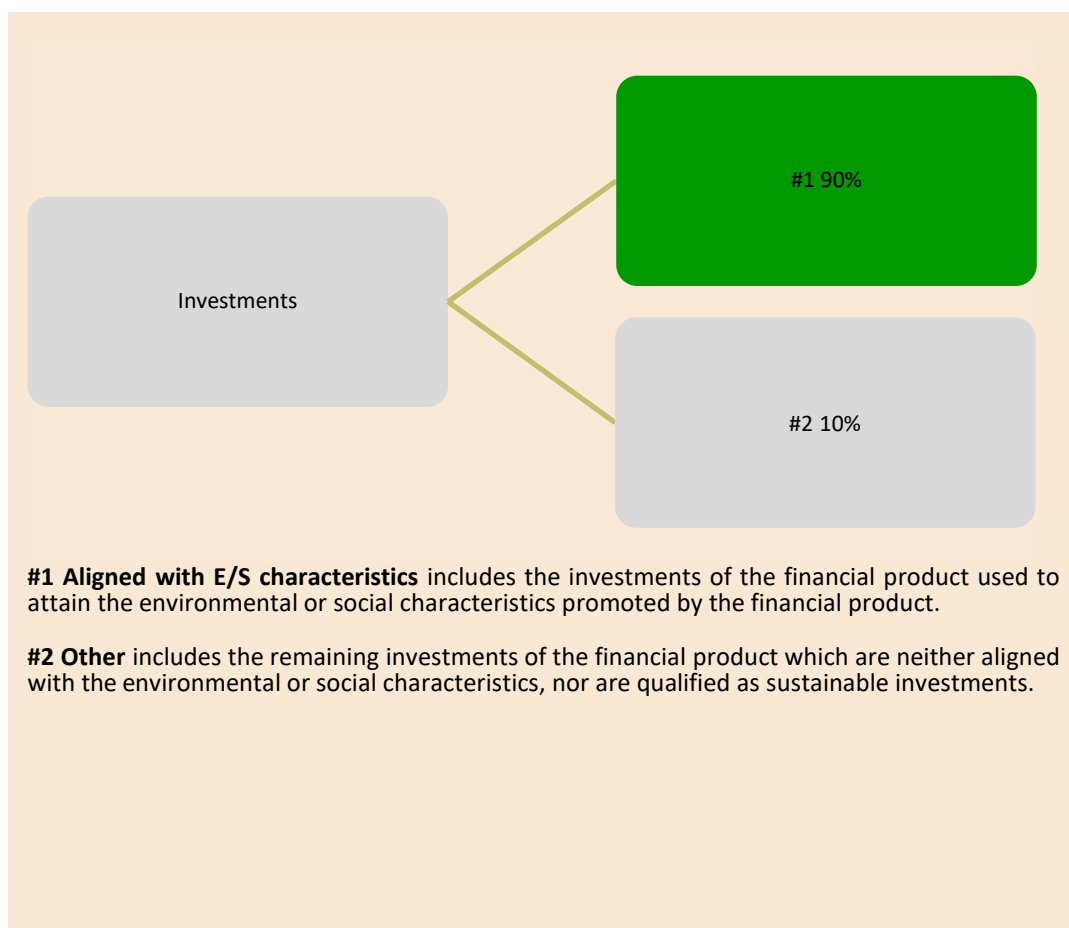 #1 90%
Investments
#2 10%
#1 Aligned with E/S characteristics includes the investments of the financial product used to
attain the environmental or social characteristics promoted by the financial product.
#2 Other includes the remaining investments of the financial product which are neither aligned
with the environmental or social characteristics, nor are qualified as sustainable investments.